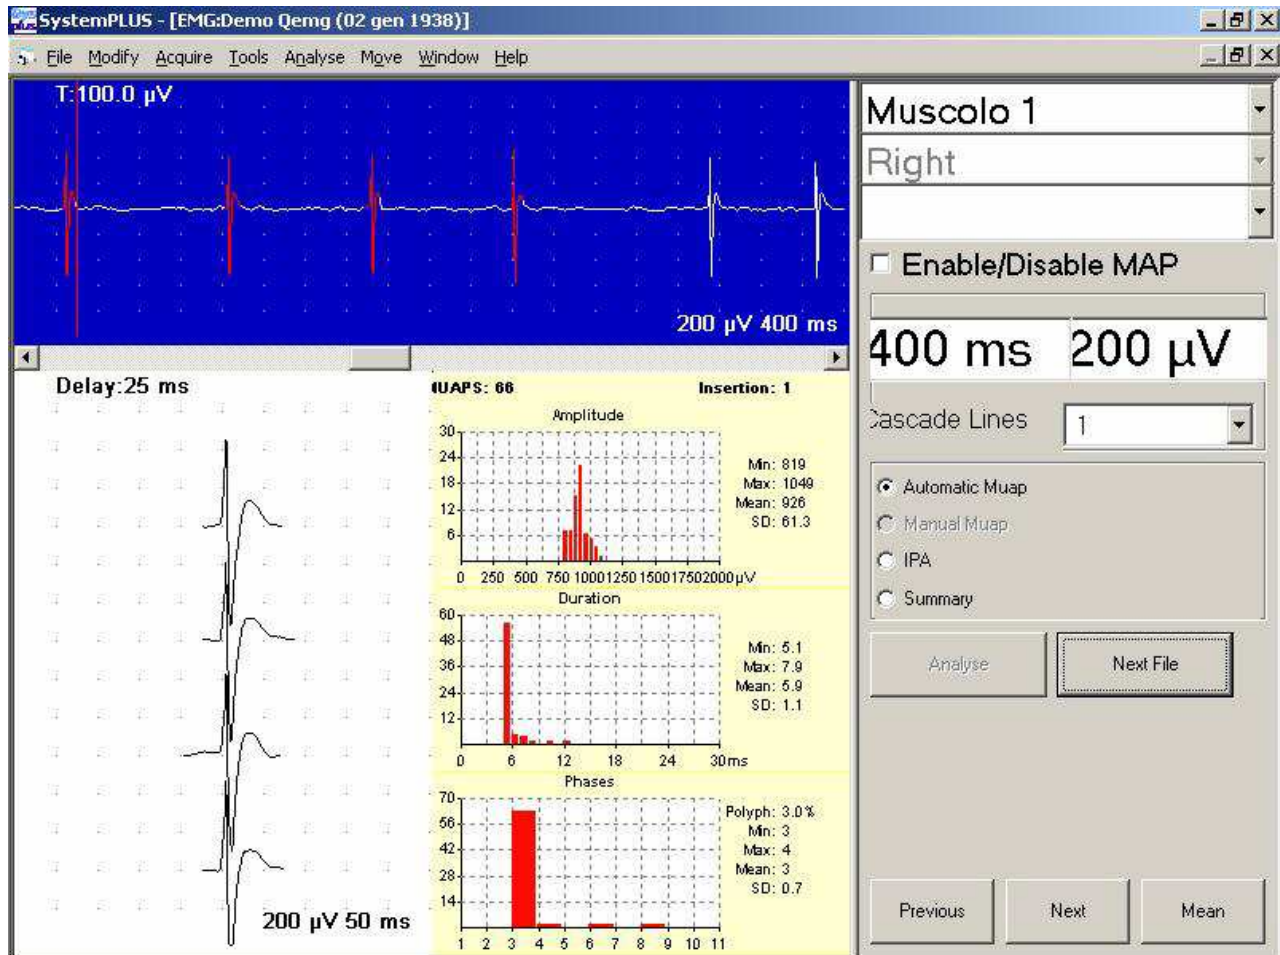 SystemPLUS - [EMG:Demo Qemg (02 gen 1938)]
File Modify Acquire Tools Analyse Move Window Help
T:100.0 µV
200 µV 400 ms
Muscolo 1
Right
Enable/Disable MAP
400 ms 200 µV
Cascade Lines 1
Automatic Muap
Manual Muap
IPA
Summary
Analyse Next File
Previous Next Mean
Delay:25 ms
200 µV 50 ms
MUAPS: 66 Insertion: 1
Amplitude
30
24
18
12
6
0 250 500 750 1000 1250 1500 1750 2000 µV
Min: 819
Max: 1049
Mean: 926
SD: 61.3
Duration
60
48
36
24
12
0 6 12 18 24 30 ms
Min: 5.1
Max: 7.9
Mean: 5.9
SD: 1.1
Phases
70
56
42
28
14
1 2 3 4 5 6 7 8 9 10 11
Polyph: 3.0%
Min: 3
Max: 4
Mean: 3
SD: 0.7